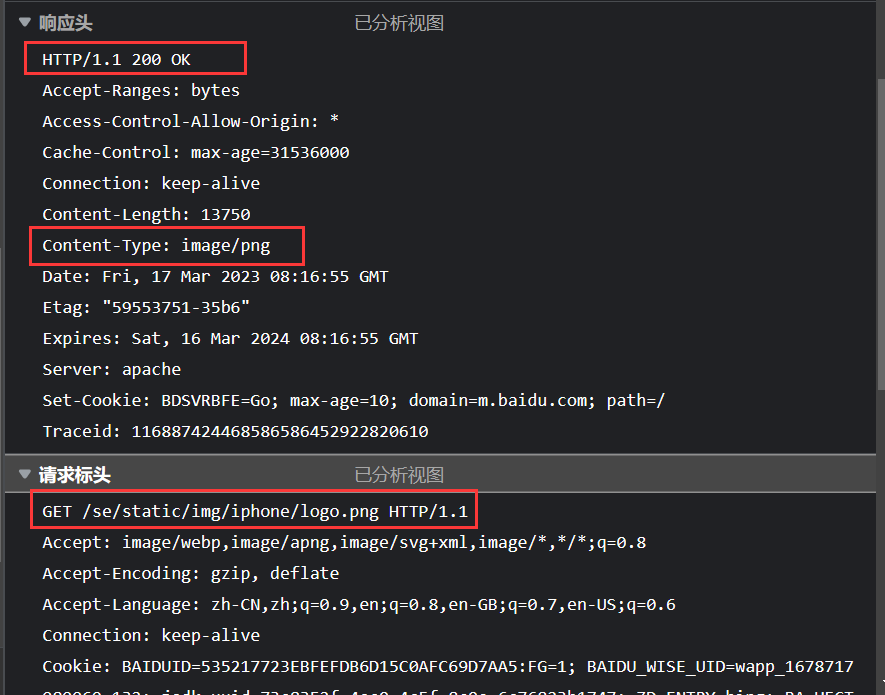 响应头 已分析视图
HTTP/1.1 200 OK
Accept-Ranges: bytes
Access-Control-Allow-Origin: *
Cache-Control: max-age=31536000
Connection: keep-alive
Content-Length: 13750
Content-Type: image/png
Date: Fri, 17 Mar 2023 08:16:55 GMT
Etag: "59553751-35b6"
Expires: Sat, 16 Mar 2024 08:16:55 GMT
Server: apache
Set-Cookie: BDSVRBFE=Go; max-age=10; domain=m.baidu.com; path=/
Traceid: 116887424468586586452922820610
请求标头 已分析视图
GET /se/static/img/iphone/logo.png HTTP/1.1
Accept: image/webp,image/apng,image/svg+xml,image/*,*/*;q=0.8
Accept-Encoding: gzip, deflate
Accept-Language: zh-CN,zh;q=0.9,en;q=0.8,en-GB;q=0.7,en-US;q=0.6
Connection: keep-alive
Cookie: BAIDUID=535217723EBFEFDB6D15C0AFC69D7AA5:FG=1; BAIDU_WISE_UID=wapp_1678717